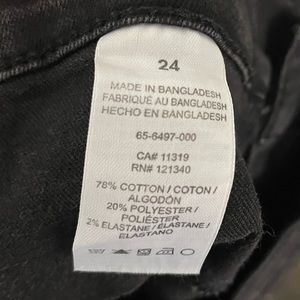 24
MADE IN BANGLADESH
FABRIQUÉ AU BANGLADESH
HECHO EN BANGLADESH
65-6497-000
CA# 11319
RN# 121340
78% COTTON / COTON /
ALGODÓN
20% POLYESTER /
POLIÉSTER
2% ELASTANE / ÉLASTANE /
ELASTANO